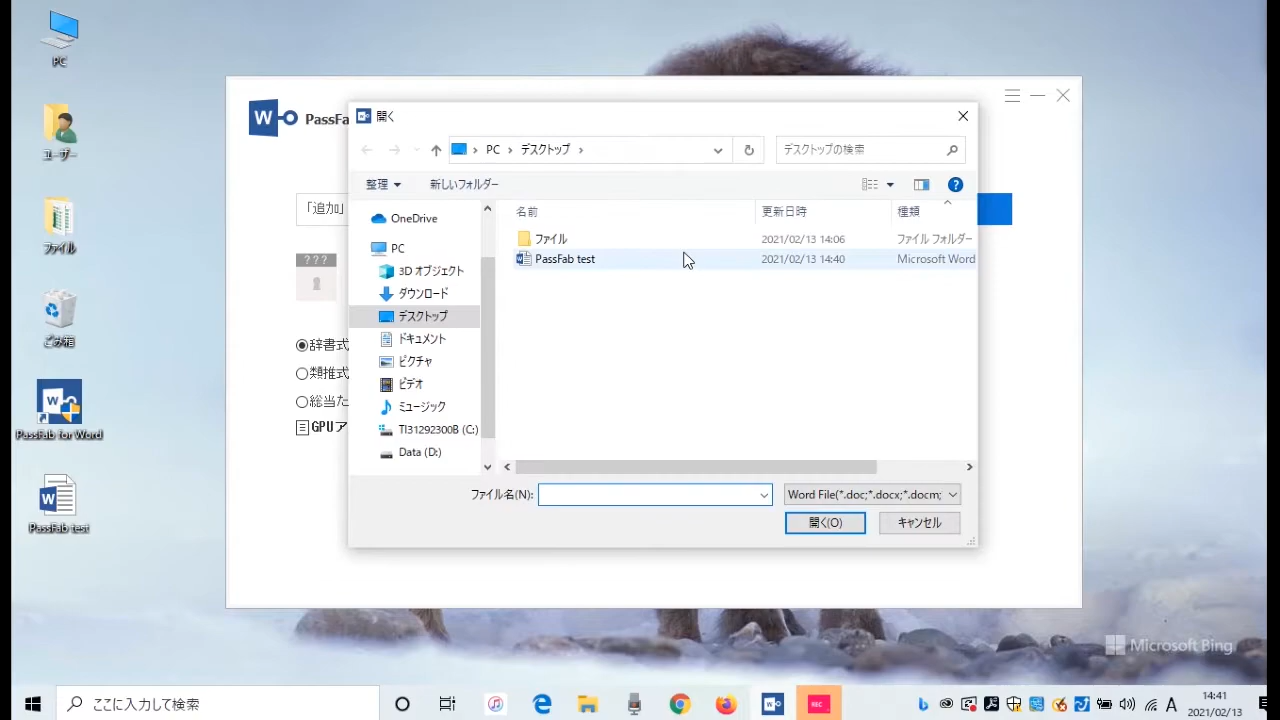 PC
ユーザー
ファイル
ごみ箱
PassFab for Word
PassFab test
W
PassFa
「追加」
???
辞書式
類推式
総当た
GPUア
開く
PC
デスクトップ
デスクトップの検索
整理
新しいフォルダー
OneDrive
PC
3D オブジェクト
ダウンロード
デスクトップ
ドキュメント
ピクチャ
ビデオ
ミュージック
TI31292300B (C:)
Data (D:)
名前
更新日時
種類
ファイル
2021/02/13 14:06
ファイル フォルダー
PassFab test
2021/02/13 14:40
Microsoft Word
ファイル名(N):
Word File(*.doc;*.docx;*.docm;
開く(O)
キャンセル
Microsoft Bing
ここに入力して検索
REC
A
14:41
2021/02/13